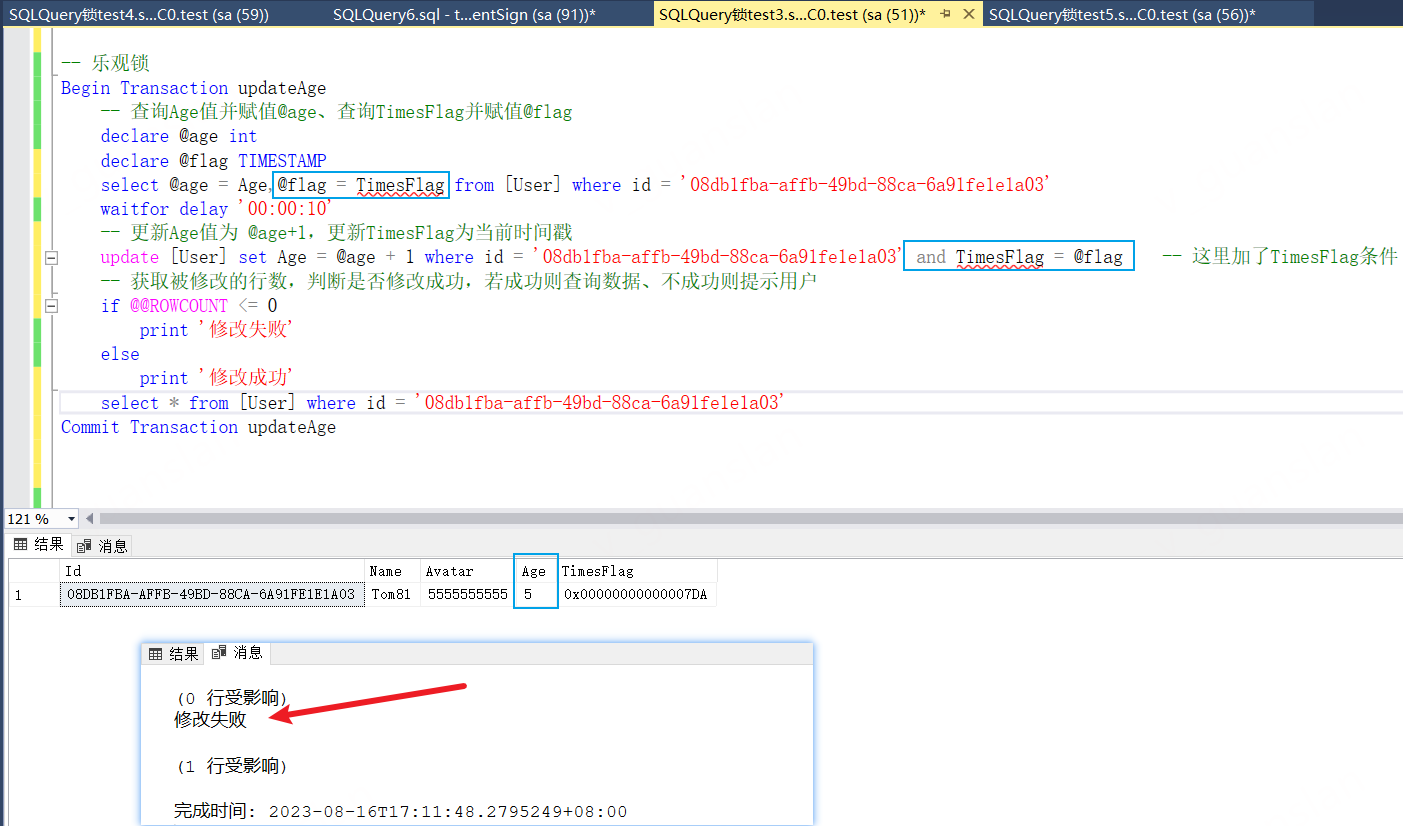 SQLQuery锁test4.s...C0.test (sa (59)) SQLQuery6.sql - t...entSign (sa (91))* SQLQuery锁test3.s...C0.test (sa (51))* SQLQuery锁test5.s...C0.test (sa (56))*
-- 乐观锁
Begin Transaction updateAge
-- 查询Age值并赋值@age、查询TimesFlag并赋值@flag
declare @age int
declare @flag TIMESTAMP
select @age = Age,@flag = TimesFlag from [User] where id = '08db1fba-affb-49bd-88ca-6a91fe1e1a03'
waitfor delay '00:00:10'
-- 更新Age值为 @age+1，更新TimesFlag为当前时间戳
update [User] set Age = @age + 1 where id = '08db1fba-affb-49bd-88ca-6a91fe1e1a03' and TimesFlag = @flag -- 这里加了TimesFlag条件
-- 获取被修改的行数，判断是否修改成功，若成功则查询数据、不成功则提示用户
if @@ROWCOUNT <= 0
print '修改失败'
else
print '修改成功'
select * from [User] where id = '08db1fba-affb-49bd-88ca-6a91fe1e1a03'
Commit Transaction updateAge
121 %
结果 消息
Id Name Avatar Age TimesFlag
1 08DB1FBA-AFFB-49BD-88CA-6A91FE1E1A03 Tom81 5555555555 5 0x00000000000007DA
结果 消息
(0 行受影响)
修改失败
(1 行受影响)
完成时间: 2023-08-16T17:11:48.2795249+08:00